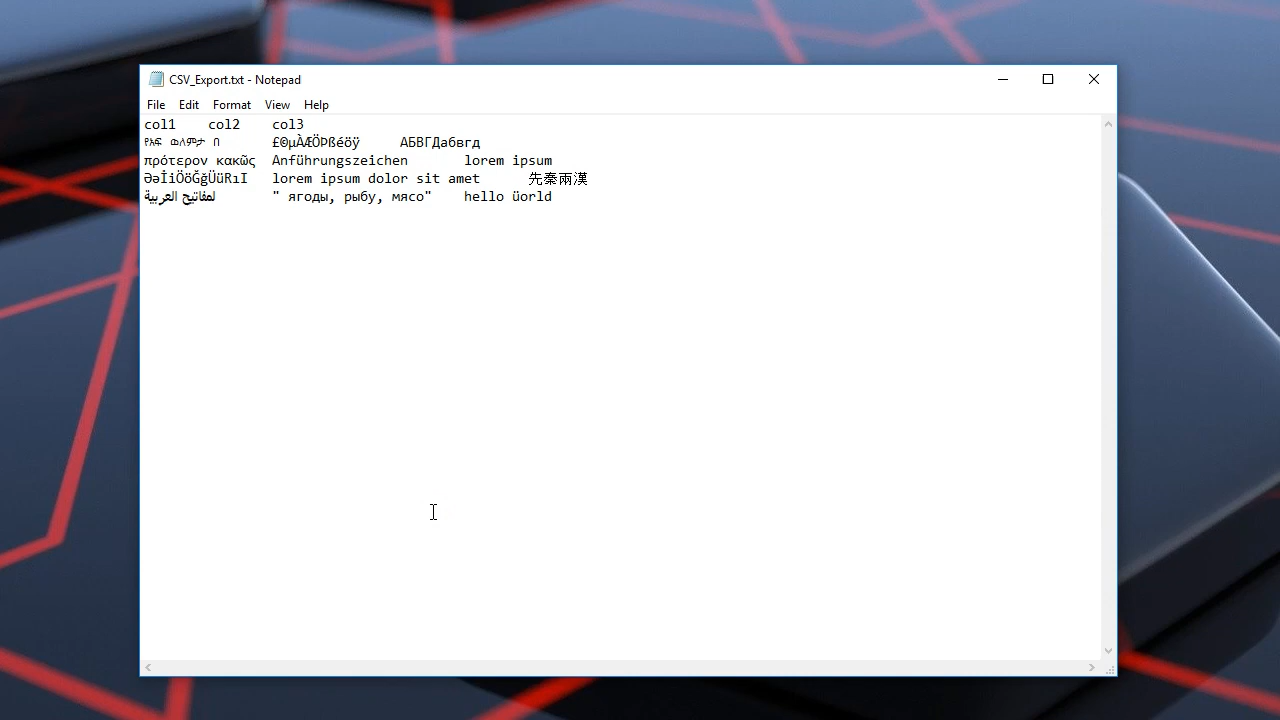 CSV_Export.txt - Notepad
File Edit Format View Help
col1 col2 col3
የኣፍ ወለምታ በ £©µÀÆÖÞßéöÿ АБВГДабвгд
πρότερον κακῶς Anführungszeichen lorem ipsum
ƏəİiÖöĞğÜüRıI lorem ipsum dolor sit amet 先秦兩漢
لمفاتيح العربية " ягоды, рыбу, мясо" hello üorld